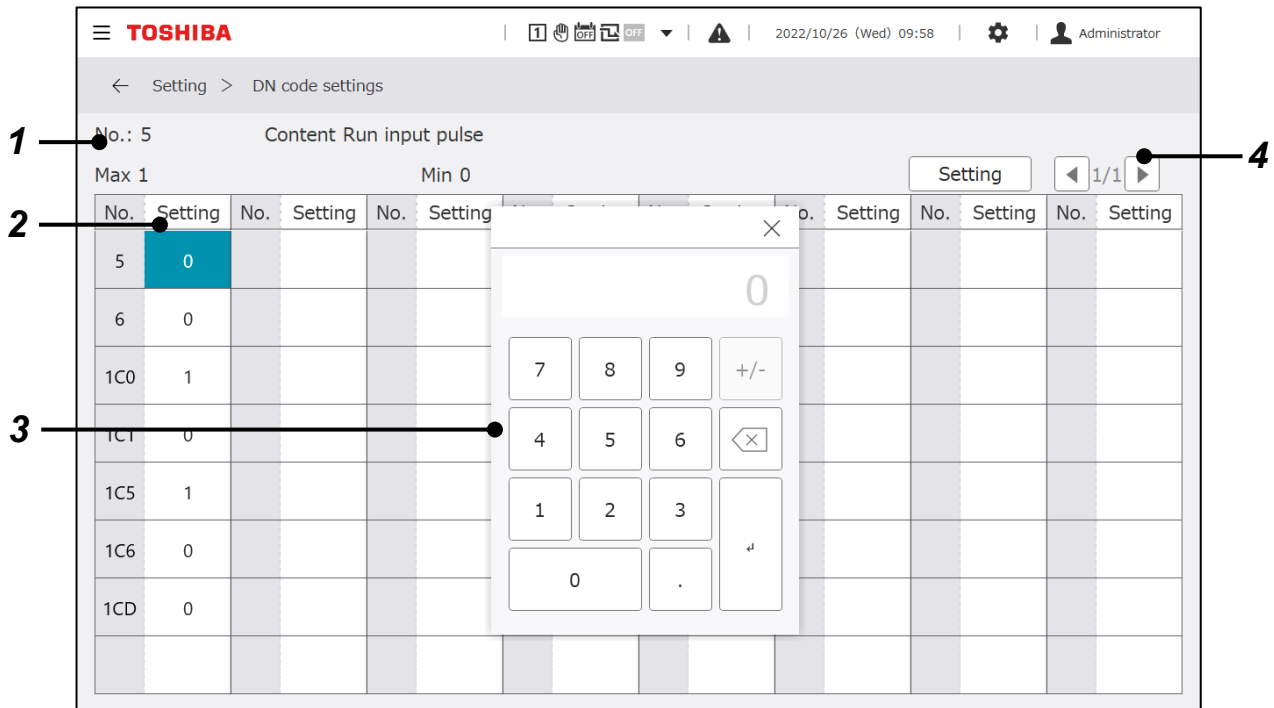 TOSHIBA 1 OFF OFF 2022/10/26 (Wed) 09:58 Administrator
← Setting > DN code settings
1 No.: 5 Content Run input pulse
Max 1 Min 0 Setting 1/1 4
2 No. Setting No. Setting No. Setting No. Setting No. Setting No. Setting
5 0
0
6 0
7 8 9 +/-
1C0 1
3 1C1 0 4 5 6
1C5 1 1 2 3
1C6 0 0 .
1CD 0